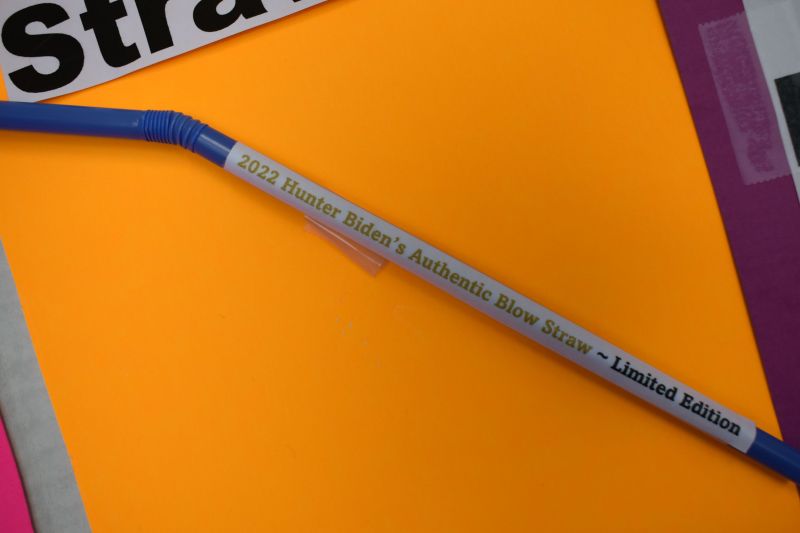 Stra
2022 Hunter Biden's Authentic Blow Straw ~ Limited Edition